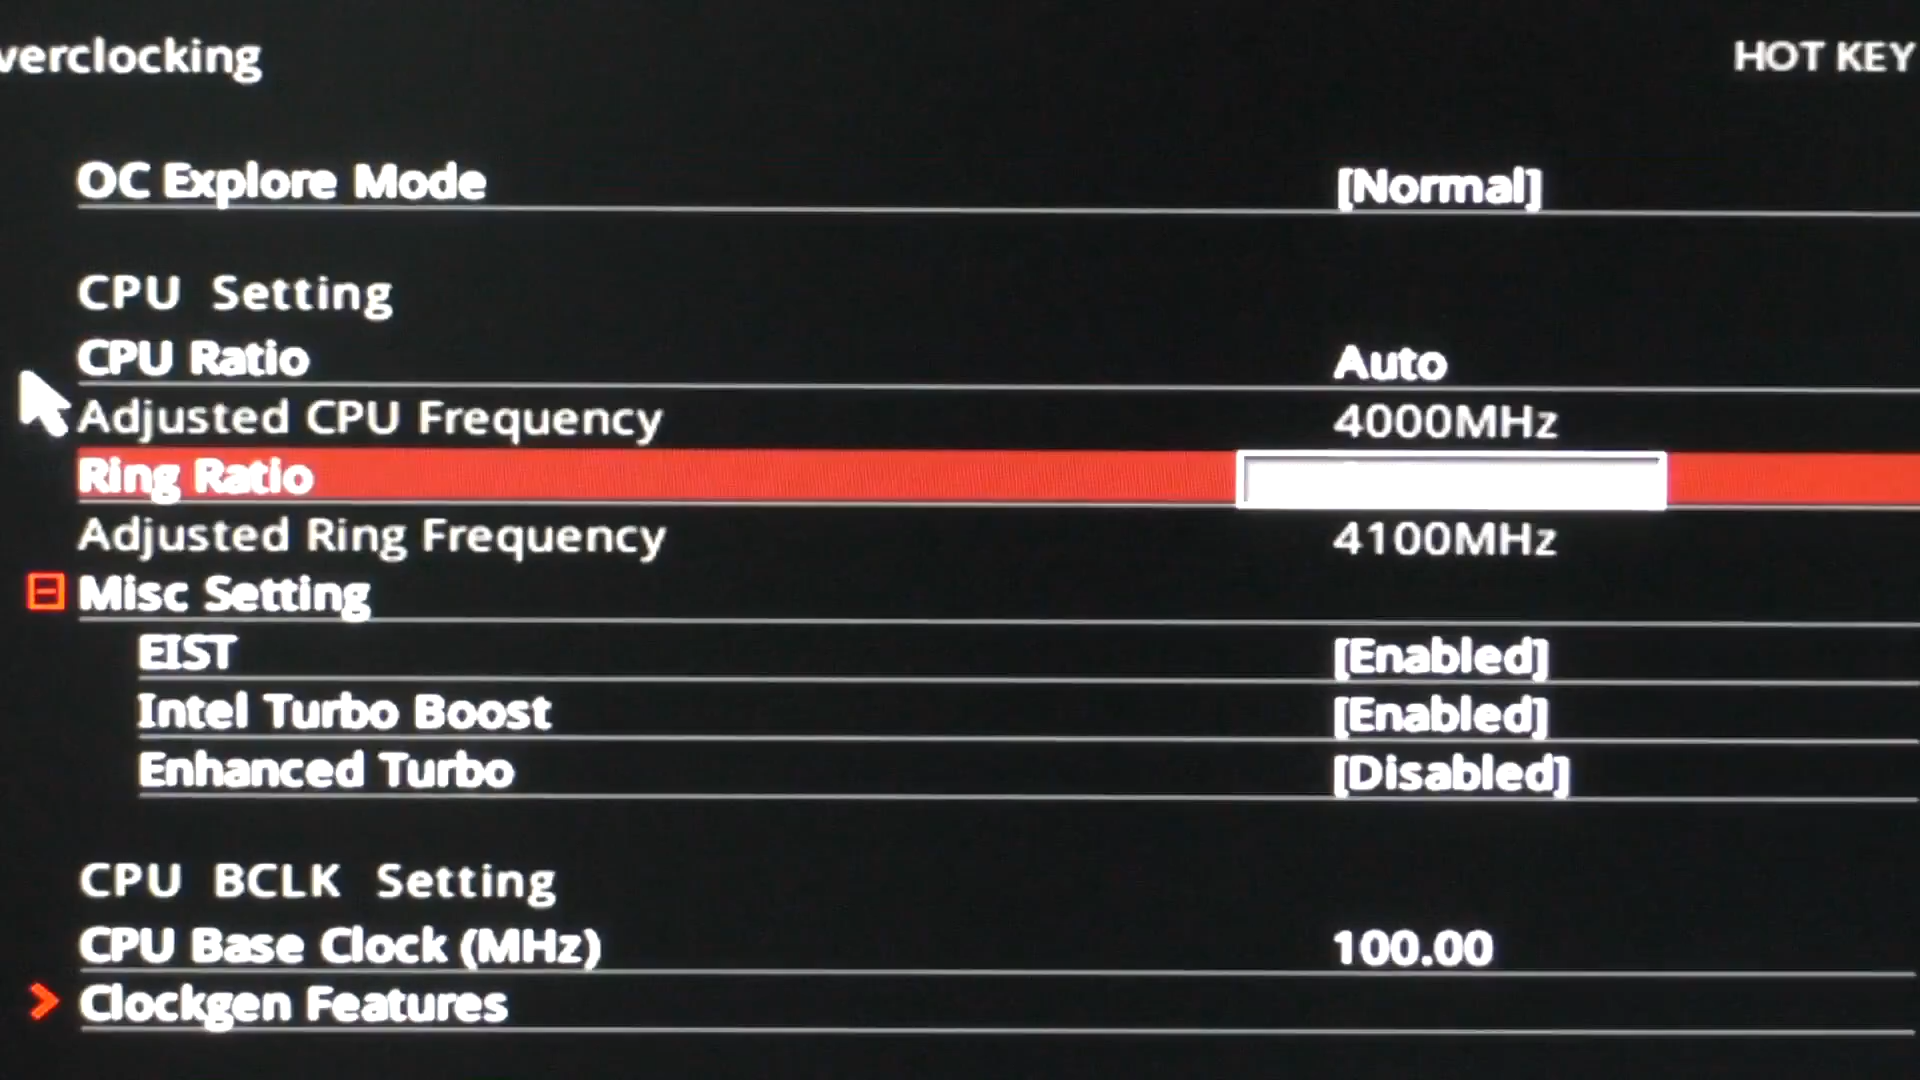 verclocking HOT KEY
OC Explore Mode [Normal]
CPU Setting
CPU Ratio Auto
Adjusted CPU Frequency 4000MHz
Ring Ratio
Adjusted Ring Frequency 4100MHz
Misc Setting
EIST [Enabled]
Intel Turbo Boost [Enabled]
Enhanced Turbo [Disabled]
CPU BCLK Setting
CPU Base Clock (MHz) 100.00
Clockgen Features